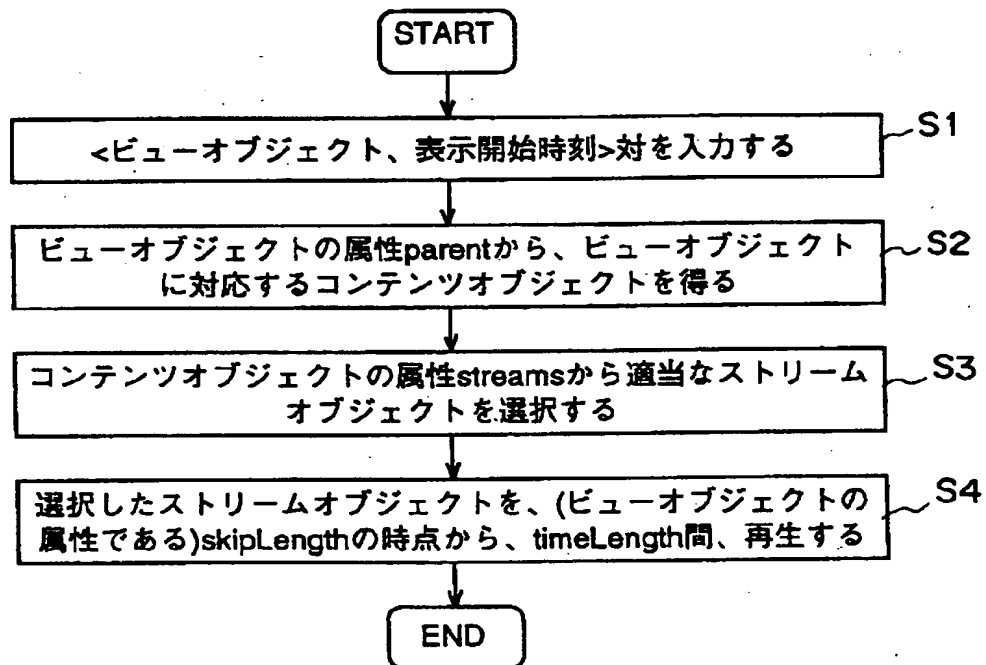 START
<ビューオブジェクト、表示開始時刻>対を入力する
S1
ビューオブジェクトの属性parentから、ビューオブジェクト
に対応するコンテンツオブジェクトを得る
S2
コンテンツオブジェクトの属性streamsから適当なストリーム
オブジェクトを選択する
S3
選択したストリームオブジェクトを、(ビューオブジェクトの
属性である)skipLengthの時点から、timeLength間、再生する
S4
END